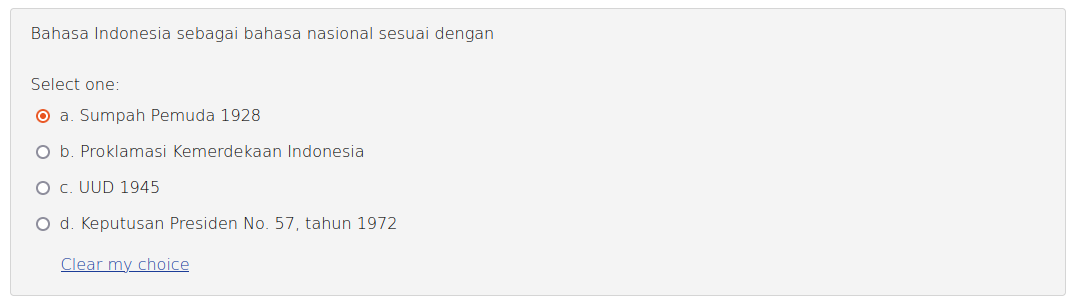 Bahasa Indonesia sebagai bahasa nasional sesuai dengan
Select one:
a. Sumpah Pemuda 1928
b. Proklamasi Kemerdekaan Indonesia
c. UUD 1945
d. Keputusan Presiden No. 57, tahun 1972
Clear my choice